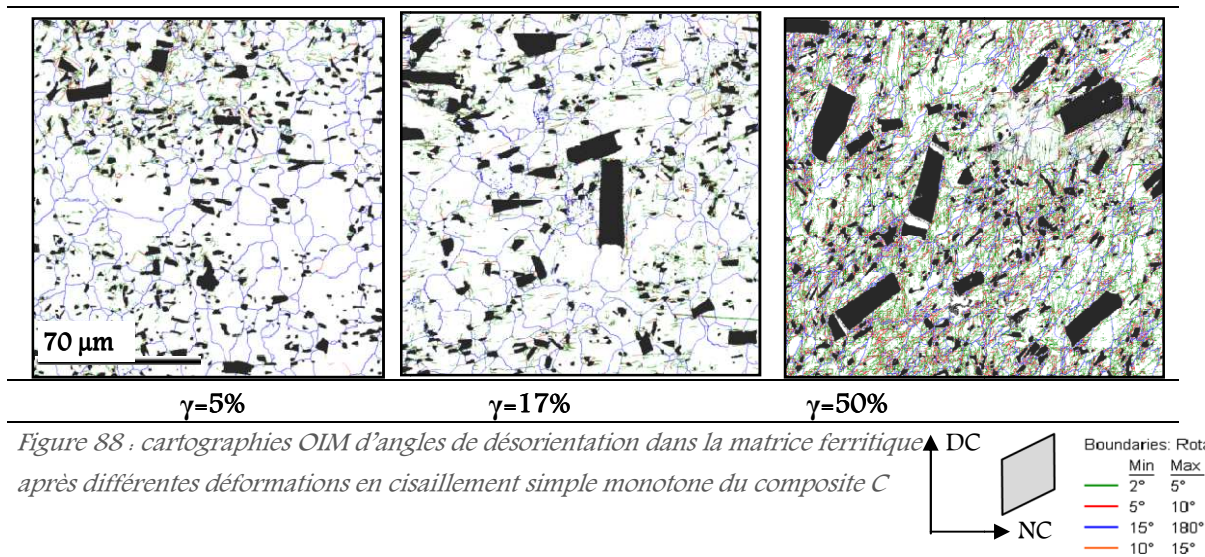 70 µm
γ=5%
γ=17%
γ=50%
Figure 88 : cartographies OIM d'angles de désorientation dans la matrice ferritique
après différentes déformations en cisaillement simple monotone du composite C
DC
NC
Boundaries: Rota
Min Max
2° 5°
5° 10°
15° 180°
10° 15°